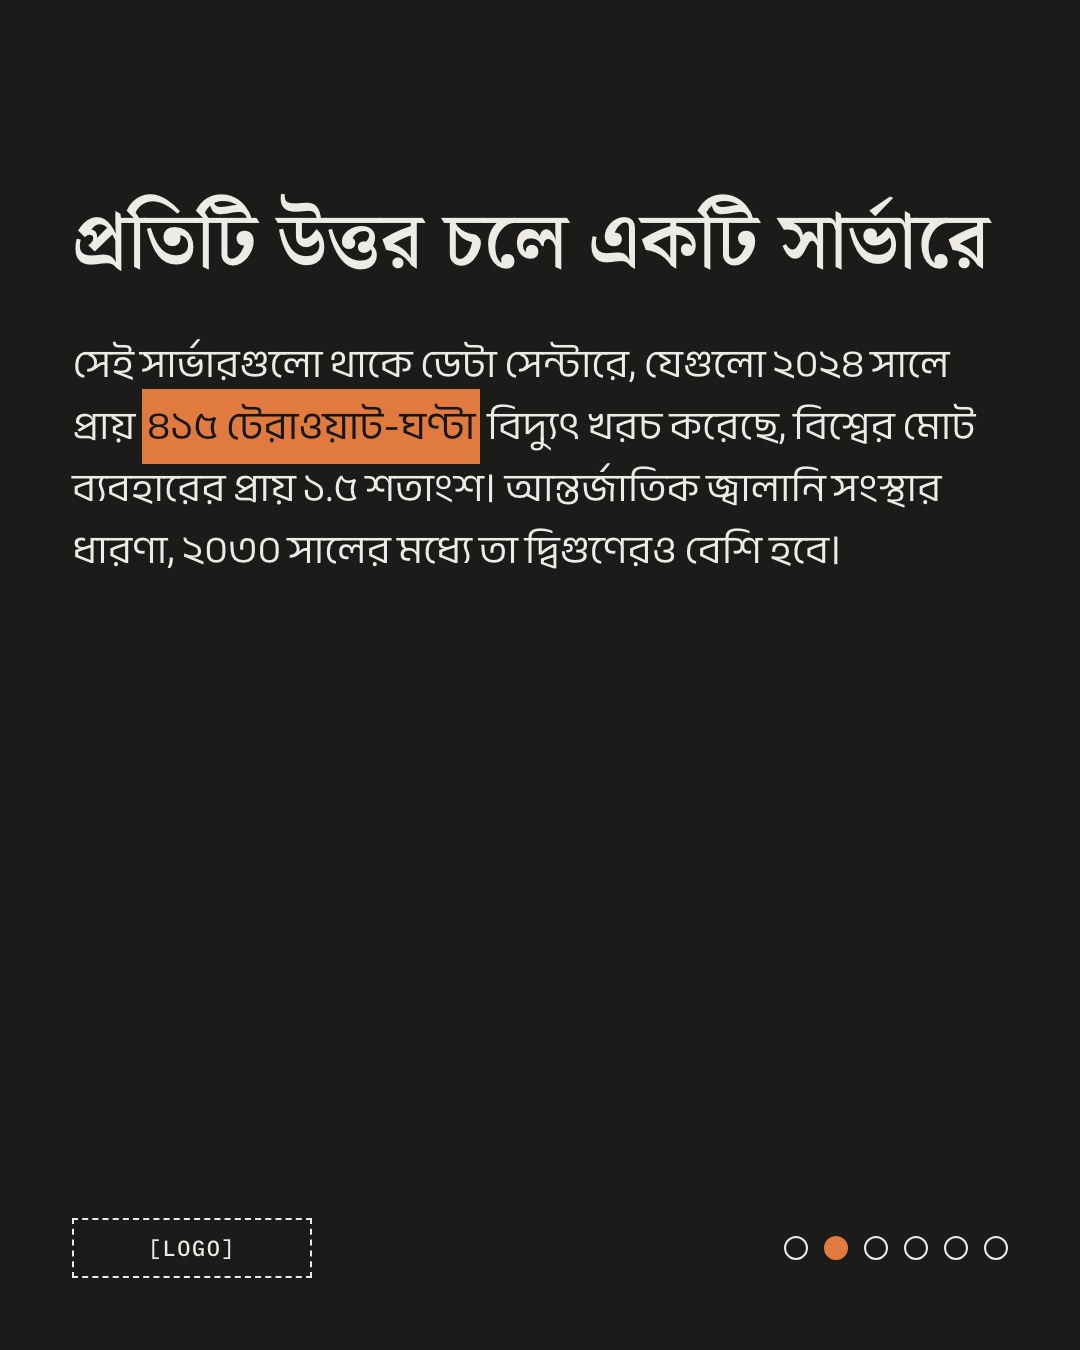 প্রতিটি উত্তর চলে একটি সার্ভারে
সেই সার্ভারগুলো থাকে ডেটা সেন্টারে, যেগুলো ২০২৪ সালে
প্রায় ৪১৫ টেরাওয়াট-ঘণ্টা বিদ্যুৎ খরচ করেছে, বিশ্বের মোট
ব্যবহারের প্রায় ১.৫ শতাংশ। আন্তর্জাতিক জ্বালানি সংস্থার
ধারণা, ২০৩০ সালের মধ্যে তা দ্বিগুণেরও বেশি হবে।
[LOGO]